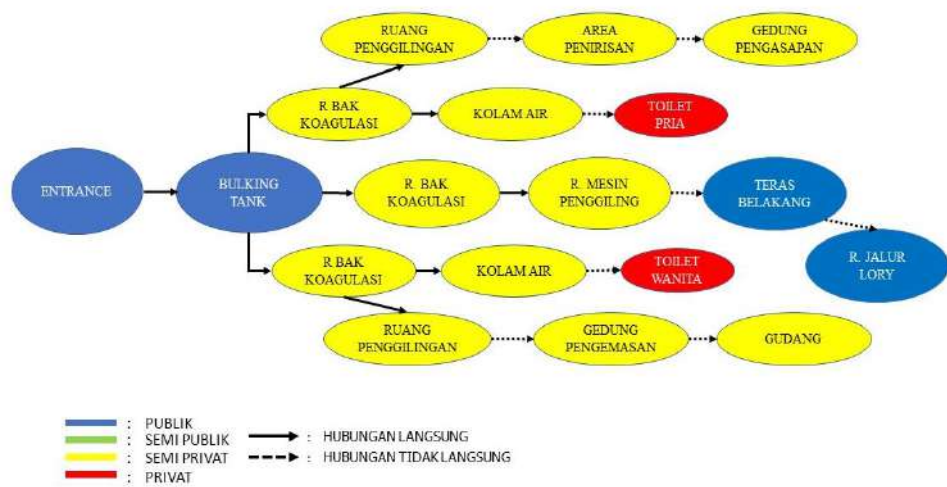 RUANG
PENGGILINGAN
AREA
PENIRISAN
GEDUNG
PENGASAPAN
R BAK
KOAGULASI
KOLAM AIR
TOILET
PRIA
ENTRANCE
BULKING
TANK
R. BAK
KOAGULASI
R. MESIN
PENGGILING
TERAS
BELAKANG
R. JALUR
LORY
R BAK
KOAGULASI
KOLAM AIR
TOILET
WANITA
RUANG
PENGGILINGAN
GEDUNG
PENGEMASAN
GUDANG
: PUBLIK
: SEMI PUBLIK
: SEMI PRIVAT
: PRIVAT
: HUBUNGAN LANGSUNG
: HUBUNGAN TIDAK LANGSUNG